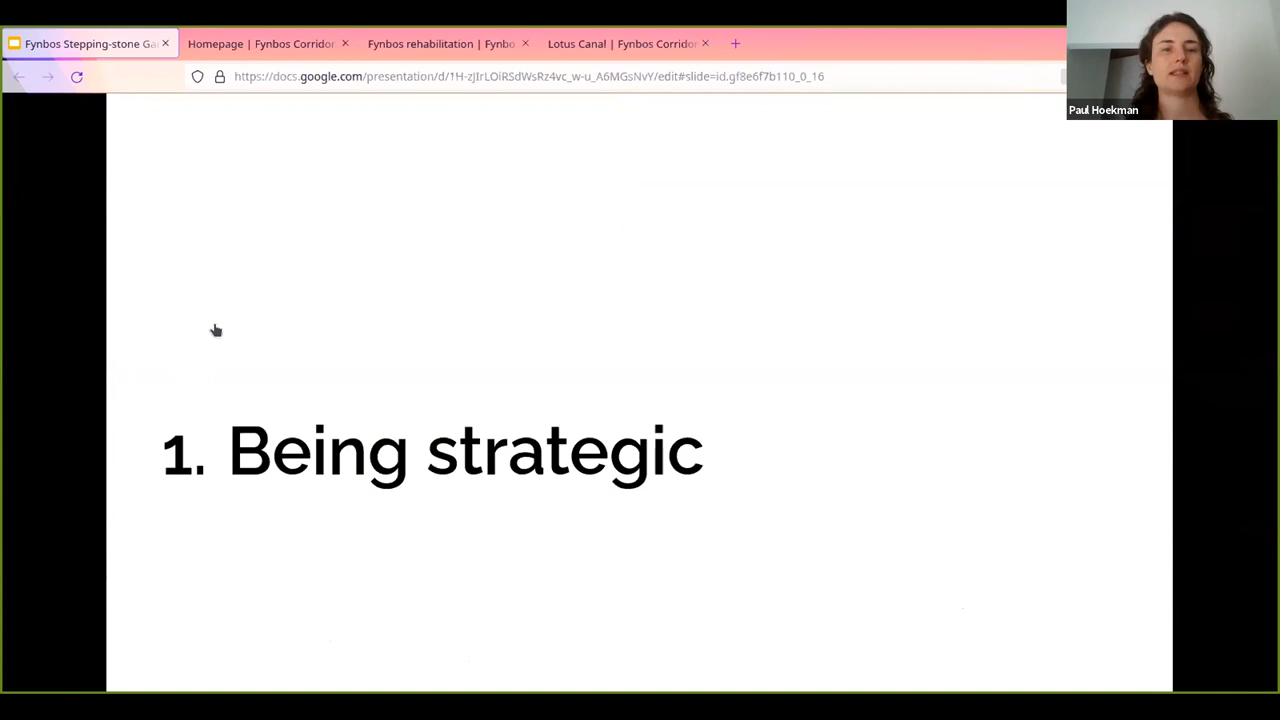 Fynbos Stepping-stone Ga
Homepage | Fynbos Corridor
Fynbos rehabilitation | Fynbo
Lotus Canal | Fynbos Corridor
https://docs.google.com/presentation/d/1H-zjIrLOiRSdWsRz4vc_w-u_A6MGsNvY/edit#slide=id.gf8e6f7b110_0_16
Paul Hoekman
1. Being strategic